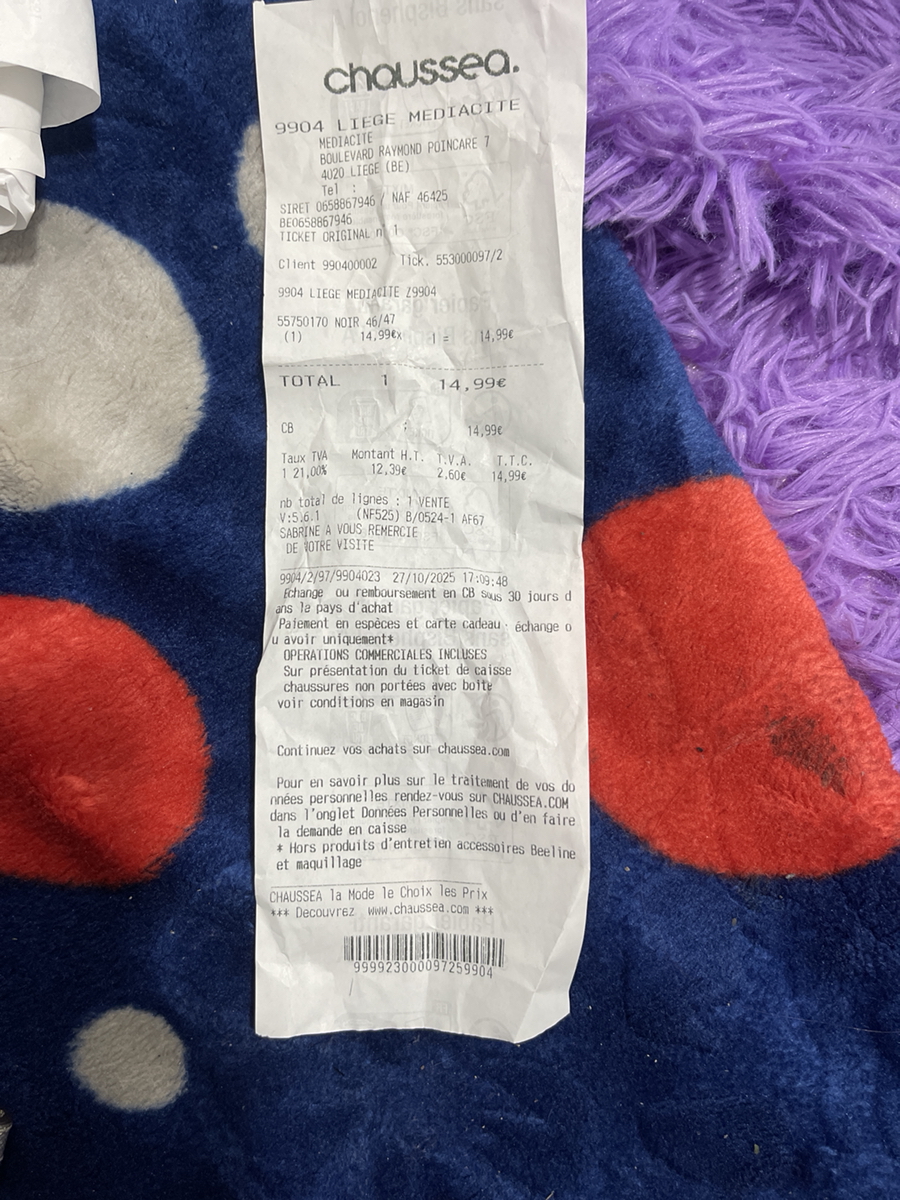 chaussea.
9904 LIEGE MEDIACITE
MEDIACITE
BOULEVARD RAYMOND POINCARE 7
4020 LIEGE (BE)
Tel :
SIRET 0658867946 / NAF 46425
BE0658867946
TICKET ORIGINAL n° 1
Client 990400002 Tick. 553000097/2
9904 LIEGE MEDIACITE Z9904
55750170 NOIR 46/47
(1) 14,99€x 1 = 14,99€
TOTAL 1 14,99€
CB : 14,99€
Taux TVA Montant H.T. T.V.A. T.T.C.
1 21,00% 12,39€ 2,60€ 14,99€
nb total de lignes : 1 VENTE
V:5.6.1 (NF525) B/0524-1 AF67
SABRINE A VOUS REMERCIE
DE VOTRE VISITE
9904/2/97/9904023 27/10/2025 17:09:48
Echange ou remboursement en CB sous 30 jours d
ans le pays d'achat
Paiement en espèces et carte cadeau : échange o
u avoir uniquement*
OPERATIONS COMMERCIALES INCLUSES
Sur présentation du ticket de caisse
chaussures non portées avec boite
voir conditions en magasin
Continuez vos achats sur chaussea.com
Pour en savoir plus sur le traitement de vos do
nnées personnelles rendez-vous sur CHAUSSEA.COM
dans l'onglet Données Personnelles ou d'en faire
la demande en caisse
* Hors produits d'entretien accessoires Beeline
et maquillage
CHAUSSEA la Mode le Choix les Prix
*** Decouvrez www.chaussea.com ***
999923000097259904